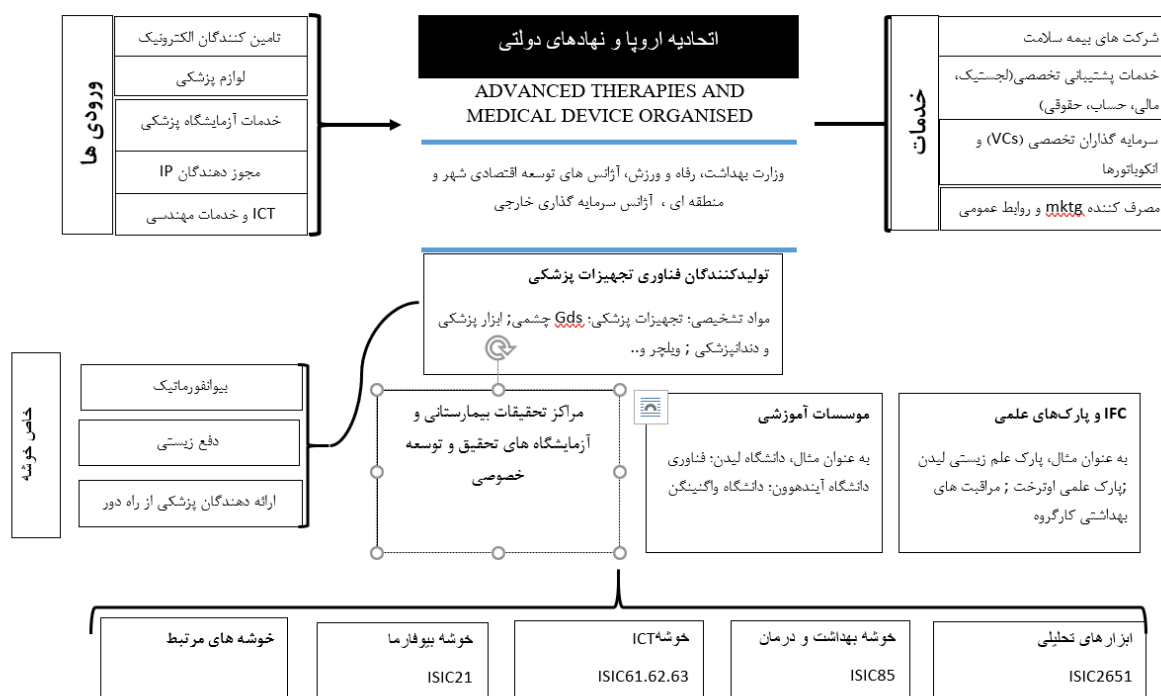 ورودی ها
تامین کنندگان الکترونیک
لوازم پزشکی
خدمات آزمایشگاه پزشکی
مجوز دهندگان IP
ICT و خدمات مهندسی
اتحادیه اروپا و نهادهای دولتی
ADVANCED THERAPIES AND
MEDICAL DEVICE ORGANISED
وزارت بهداشت، رفاه و ورزش، آژانس های توسعه اقتصادی شهر و
منطقه ای ، آژانس سرمایه گذاری خارجی
خدمات
شرکت های بیمه سلامت
خدمات پشتیبانی تخصصی(لجستیک،
مالی، حساب، حقوقی)
سرمایه گذاران تخصصی (VCs) و
انکوباتورها
مصرف کننده mktg و روابط عمومی
تولیدکنندگان فناوری تجهیزات پزشکی
مواد تشخیصی؛ تجهیزات پزشکی؛ Gds چشمی; ابزار پزشکی
و دندانپزشکی ; ویلچر و..
خاص خوشه
بیوانفورماتیک
دفع زیستی
ارائه دهندگان پزشکی از راه دور
مراکز تحقیقات بیمارستانی و
آزمایشگاه های تحقیق و توسعه
خصوصی
موسسات آموزشی
به عنوان مثال، دانشگاه لیدن؛ فناوری
دانشگاه آیندهوون؛ دانشگاه واگنینگن
IFC و پارک‌های علمی
به عنوان مثال، پارک علم زیستی لیدن
;پارک علمی اوترخت ; مراقبت های
بهداشتی کارگروه
خوشه های مرتبط
خوشه بیوفارما
ISIC21
خوشهICT
ISIC61.62.63
خوشه بهداشت و درمان
ISIC85
ابزارهای تحلیلی
ISIC2651